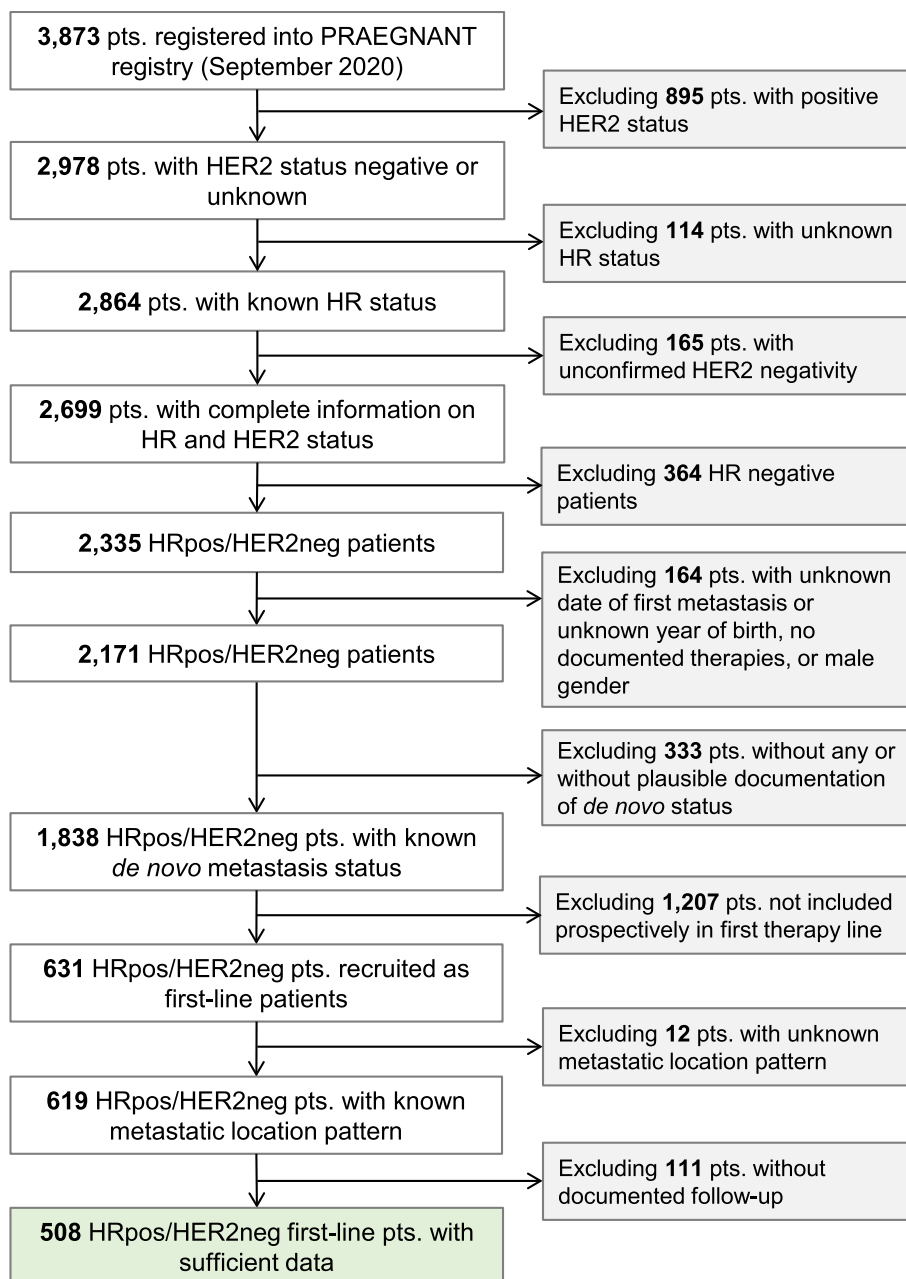 3,873 pts. registered into PRAEGNANT
registry (September 2020)
Excluding 895 pts. with positive
HER2 status
2,978 pts. with HER2 status negative or
unknown
Excluding 114 pts. with unknown
HR status
2,864 pts. with known HR status
Excluding 165 pts. with
unconfirmed HER2 negativity
2,699 pts. with complete information on
HR and HER2 status
Excluding 364 HR negative
patients
2,335 HRpos/HER2neg patients
Excluding 164 pts. with unknown
date of first metastasis or
unknown year of birth, no
documented therapies, or male
gender
2,171 HRpos/HER2neg patients
Excluding 333 pts. without any or
without plausible documentation
of de novo status
1,838 HRpos/HER2neg pts. with known
de novo metastasis status
Excluding 1,207 pts. not included
prospectively in first therapy line
631 HRpos/HER2neg pts. recruited as
first-line patients
Excluding 12 pts. with unknown
metastatic location pattern
619 HRpos/HER2neg pts. with known
metastatic location pattern
Excluding 111 pts. without
documented follow-up
508 HRpos/HER2neg first-line pts. with
sufficient data